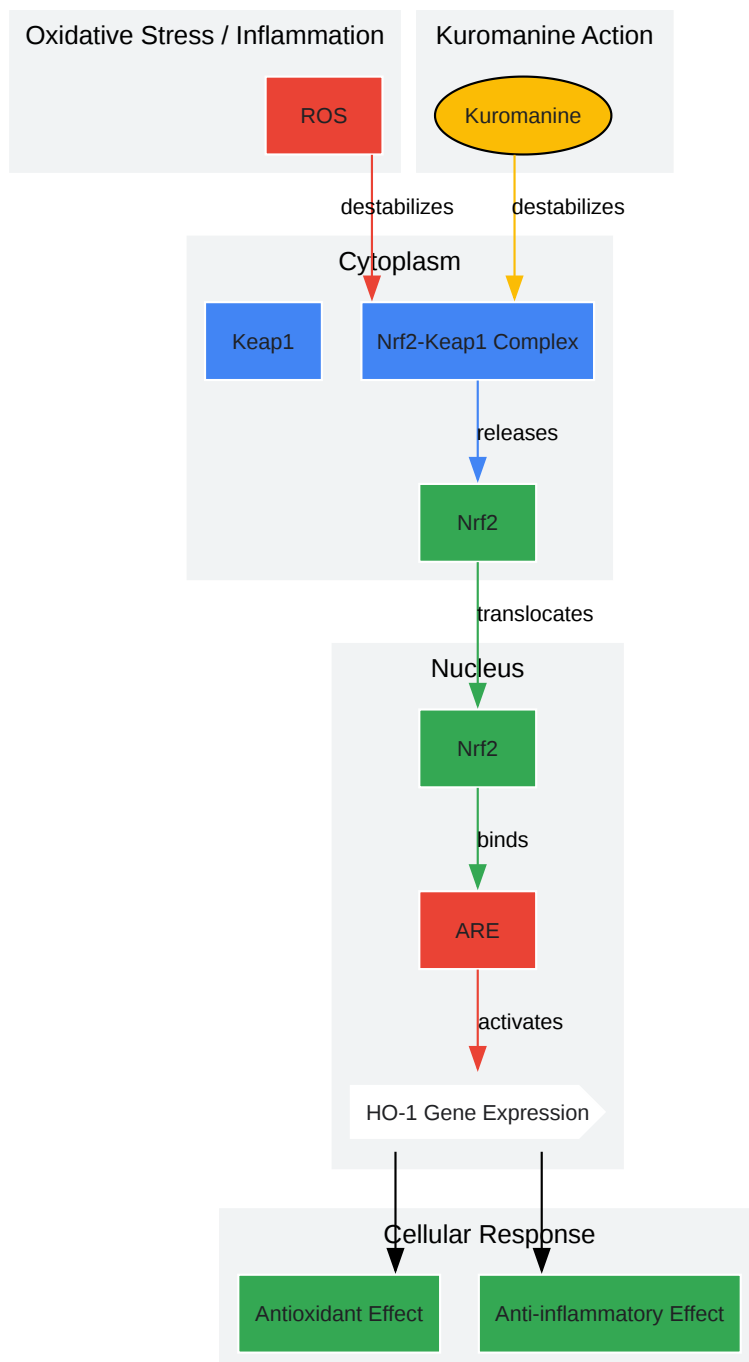 Oxidative Stress / Inflammation
Kuromanine Action
ROS
Kuromanine
destabilizes
destabilizes
Cytoplasm
Keap1
Nrf2-Keap1 Complex
releases
Nrf2
translocates
Nucleus
Nrf2
binds
ARE
activates
HO-1 Gene Expression
Cellular Response
Antioxidant Effect
Anti-inflammatory Effect